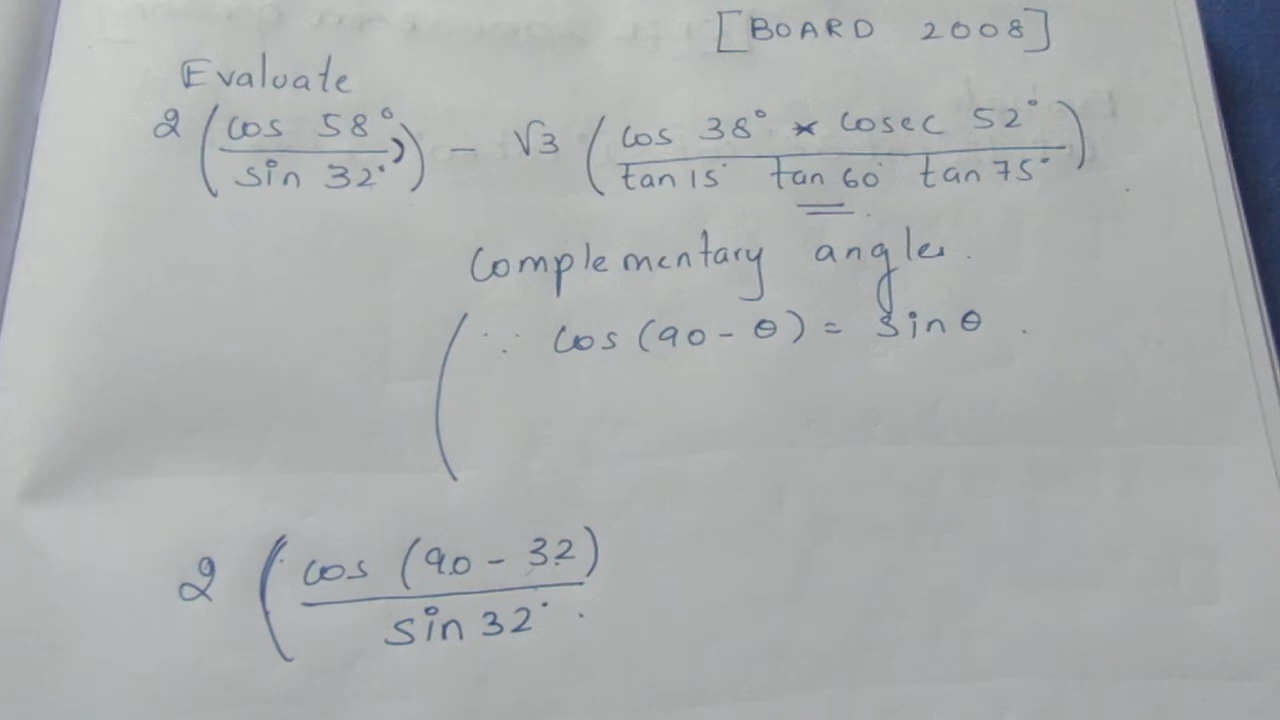 [BOARD 2008]
Evaluate
2 (cos 58° / sin 32°) - √3 (cos 38° × cosec 52° / tan 15° tan 60° tan 75°)
complementary angles.
(∵ cos (90 - θ) = sin θ.
2 (cos (90 - 32) / sin 32°.